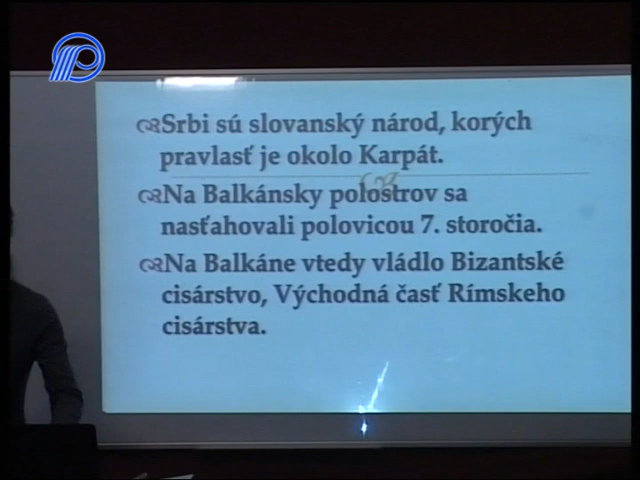 Srbi sú slovanský národ, korých
pravlasť je okolo Karpát.
Na Balkánsky polostrov sa
nasťahovali polovicou 7. storočia.
Na Balkáne vtedy vládlo Bizantské
cisárstvo, Východná časť Rímskeho
cisárstva.